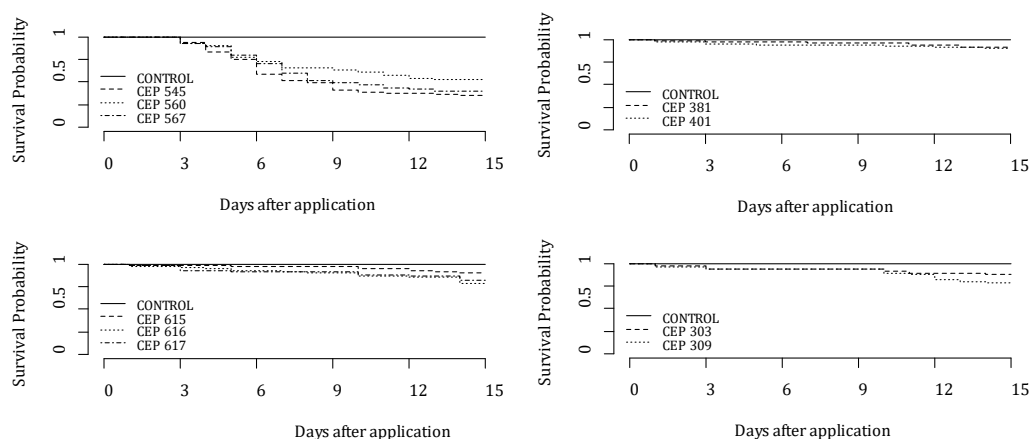 Survival Probability
1
0.5
0
CONTROL
CEP 545
CEP 560
CEP 567
0 3 6 9 12 15
Days after application
Survival Probability
1
0.5
0
CONTROL
CEP 381
CEP 401
0 3 6 9 12 15
Days after application
Survival Probability
1
0.5
0
CONTROL
CEP 615
CEP 616
CEP 617
0 3 6 9 12 15
Days after application
Survival Probability
1
0.5
0
CONTROL
CEP 303
CEP 309
0 3 6 9 12 15
Days after application